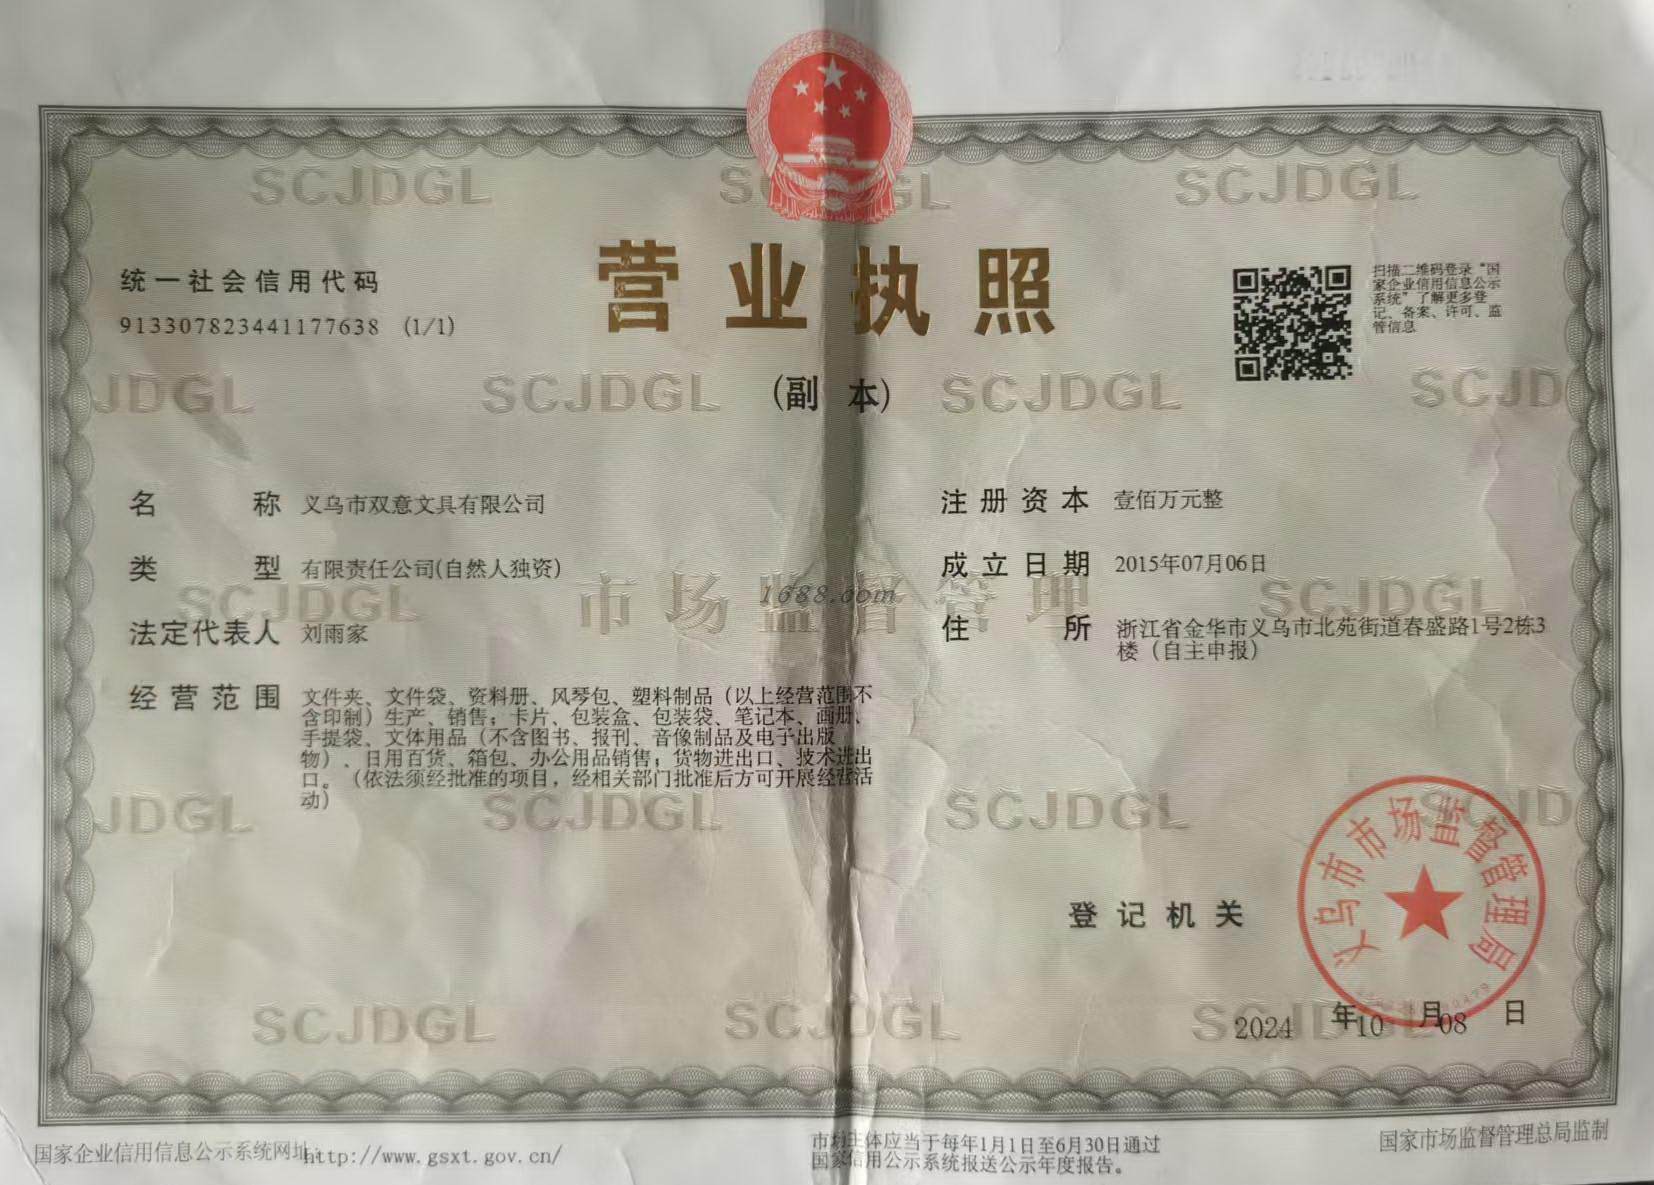 SCJDGL
SCJDGL
统一社会信用代码
913307823441177638 (1/1)
营业执照
(副本)
扫描二维码登录“国
家企业信用信息公示
系统”了解更多登
记、备案、许可、监
管信息
JDGL SCJDGL SCJDGL SCJD
名称 义乌市双意文具有限公司
类型 有限责任公司(自然人独资)
法定代表人 刘雨家
经营范围 文件夹、文件袋、资料册、风琴包、塑料制品（以上经营范围不
含印制）生产、销售；卡片、包装盒、包装袋、笔记本、画册、
手提袋、文体用品（不含图书、报刊、音像制品及电子出版
物）、日用百货、箱包、办公用品销售；货物进出口、技术进出
口。（依法须经批准的项目，经相关部门批准后方可开展经营活
动）
注册资本 壹佰万元整
成立日期 2015年07月06日
住所 浙江省金华市义乌市北苑街道春盛路1号2栋3
楼（自主申报）
SCJDGL 市场监督管理 SCJDGL
1688.com
JDGL SCJDGL SCJDGL SCJD
登记机关
义乌市市场监督管理局
SCJDGL SCJDGL
2024年10月08日
国家企业信用信息公示系统网址：http://www.gsxt.gov.cn/
市场主体应当于每年1月1日至6月30日通过
国家信用公示系统报送公示年度报告。
国家市场监督管理总局监制